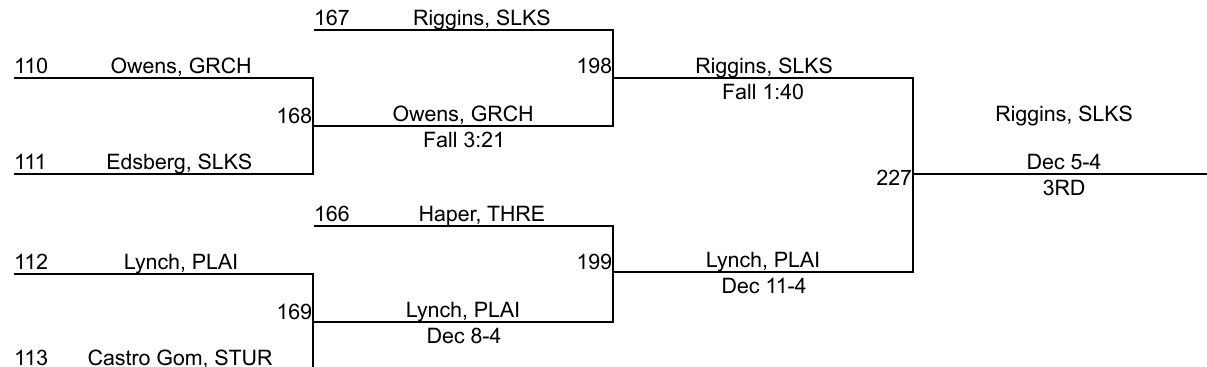 167 Riggins, SLKS
110 Owens, GRCH
198 Riggins, SLKS
Fall 1:40
168 Owens, GRCH
Fall 3:21
Riggins, SLKS
111 Edsberg, SLKS
Dec 5-4
227
3RD
166 Haper, THRE
112 Lynch, PLAI
199 Lynch, PLAI
Dec 11-4
169 Lynch, PLAI
Dec 8-4
113 Castro Gom, STUR